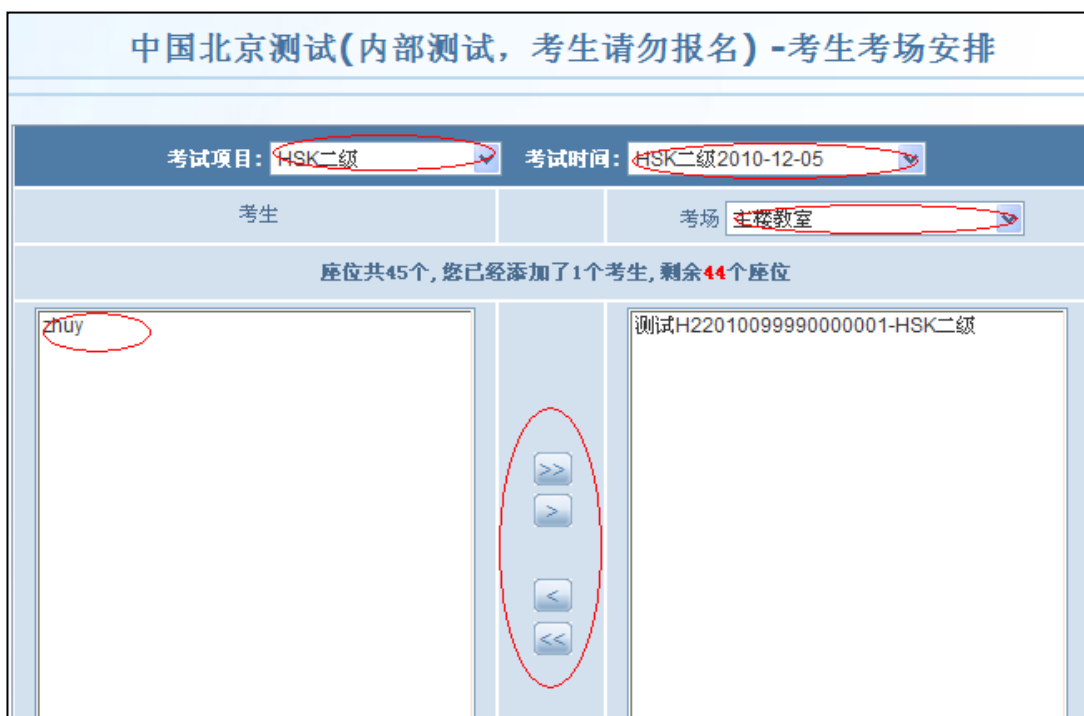 中国北京测试(内部测试，考生请勿报名) -考生考场安排
考试项目: HSK二级 考试时间: HSK二级2010-12-05
考生 考场 主楼教室
座位共45个, 您已经添加了1个考生, 剩余44个座位
zhuy 测试H22010099990000001-HSK二级
>>
>
<
<<